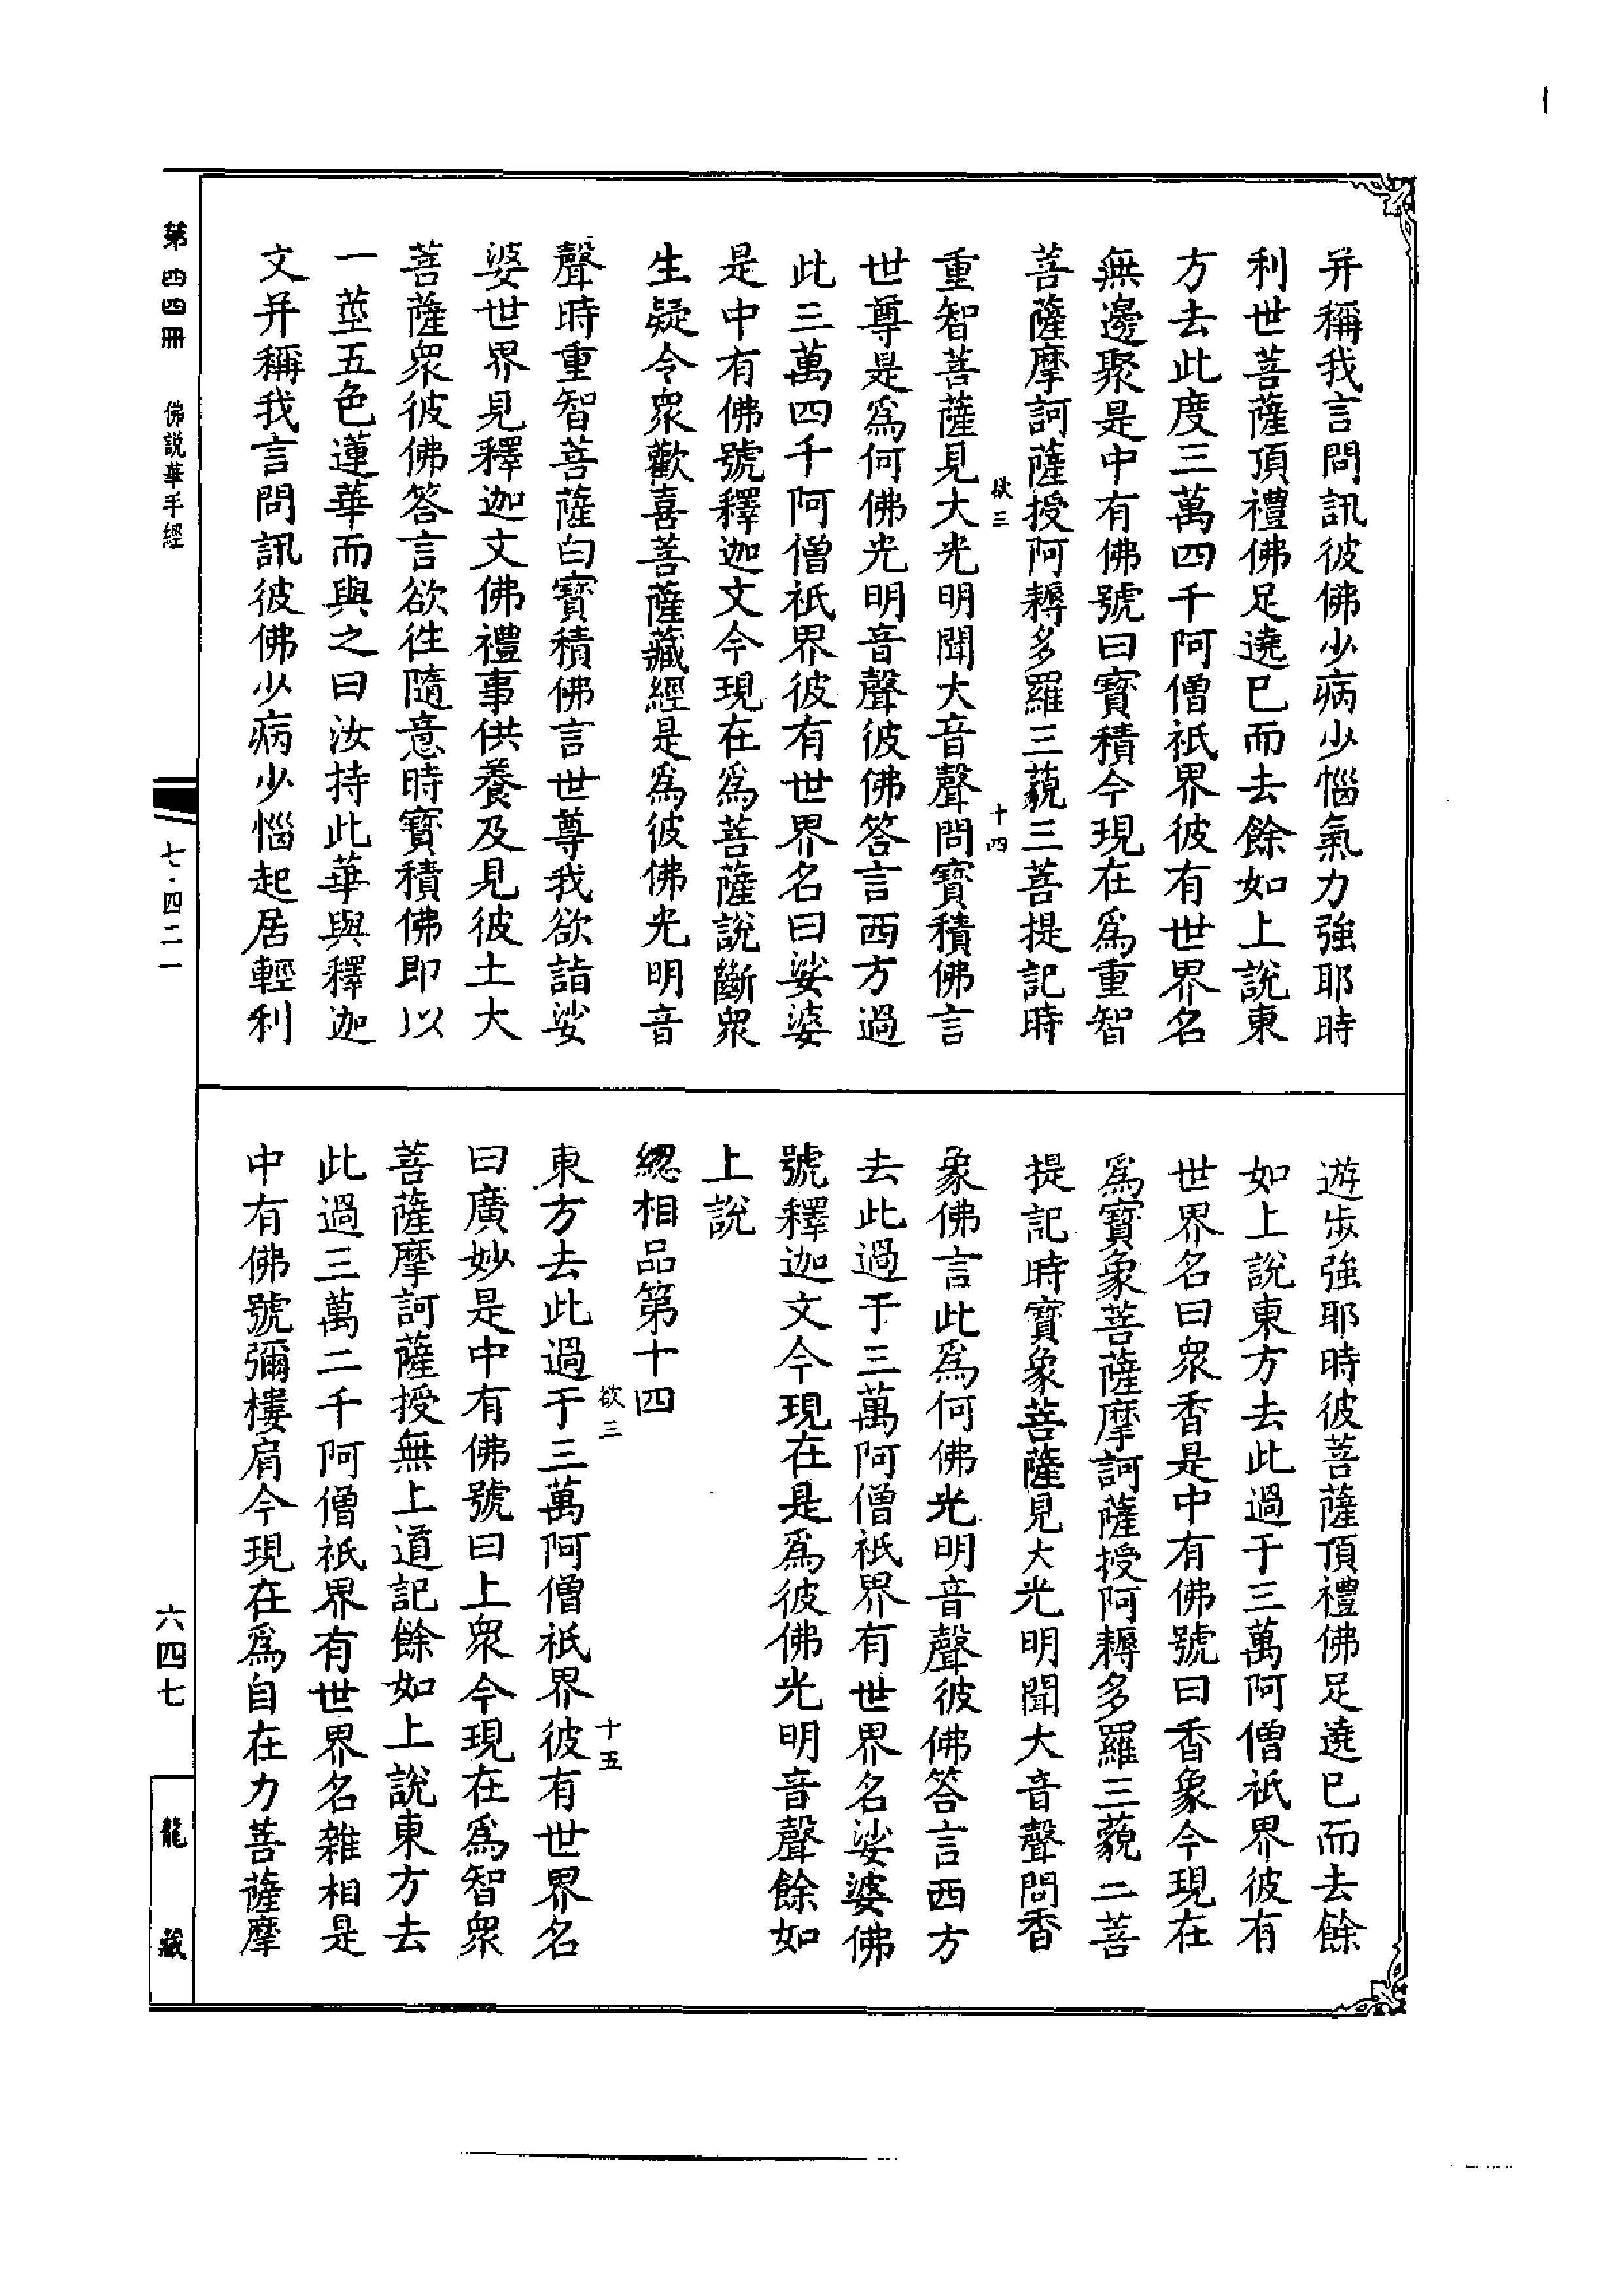 并稱我言問訊彼佛少病少惱氣力強耶時
利世菩薩頂禮佛足遶已而去餘如上說東
方去此度三萬四千阿僧祇界彼有世界名
無邊聚是中有佛號曰寶積今現在為重智
菩薩摩訶薩授阿耨多羅三藐三菩提記時
欲三 十四
重智菩薩見大光明聞大音聲問寶積佛言
世尊是為何佛光明音聲彼佛答言西方過
此三萬四千阿僧祇界彼有世界名曰娑婆
是中有佛號釋迦文今現在為菩薩說斷眾
生疑令眾歡喜菩薩藏經是為彼佛光明音
聲時重智菩薩白寶積佛言世尊我欲詣娑
婆世界見釋迦文佛禮事供養及見彼土大
菩薩眾彼佛答言欲往隨意時寶積佛即以
一莖五色蓮華而與之曰汝持此華與釋迦
文并稱我言問訊彼佛少病少惱起居輕利
遊步強耶時彼菩薩頂禮佛足遶已而去餘
如上說東方去此過于三萬阿僧祇界彼有
世界名曰眾香是中有佛號曰香象今現在
為寶象菩薩摩訶薩授阿耨多羅三藐二菩
提記時寶象菩薩見大光明聞大音聲問香
象佛言此為何佛光明音聲彼佛答言西方
去此過于三萬阿僧祇界有世界名娑婆佛
號釋迦文今現在是為彼佛光明音聲餘如
上說
總相品第十四
欲三 十五
東方去此過于三萬阿僧祇界彼有世界名
曰廣妙是中有佛號曰上眾今現在為智眾
菩薩摩訶薩授無上道記餘如上說東方去
此過三萬二千阿僧祇界有世界名雜相是
中有佛號彌樓肩今現在為自在力菩薩摩
第四四冊 佛說華手經
七·四二一
六四七
龍藏